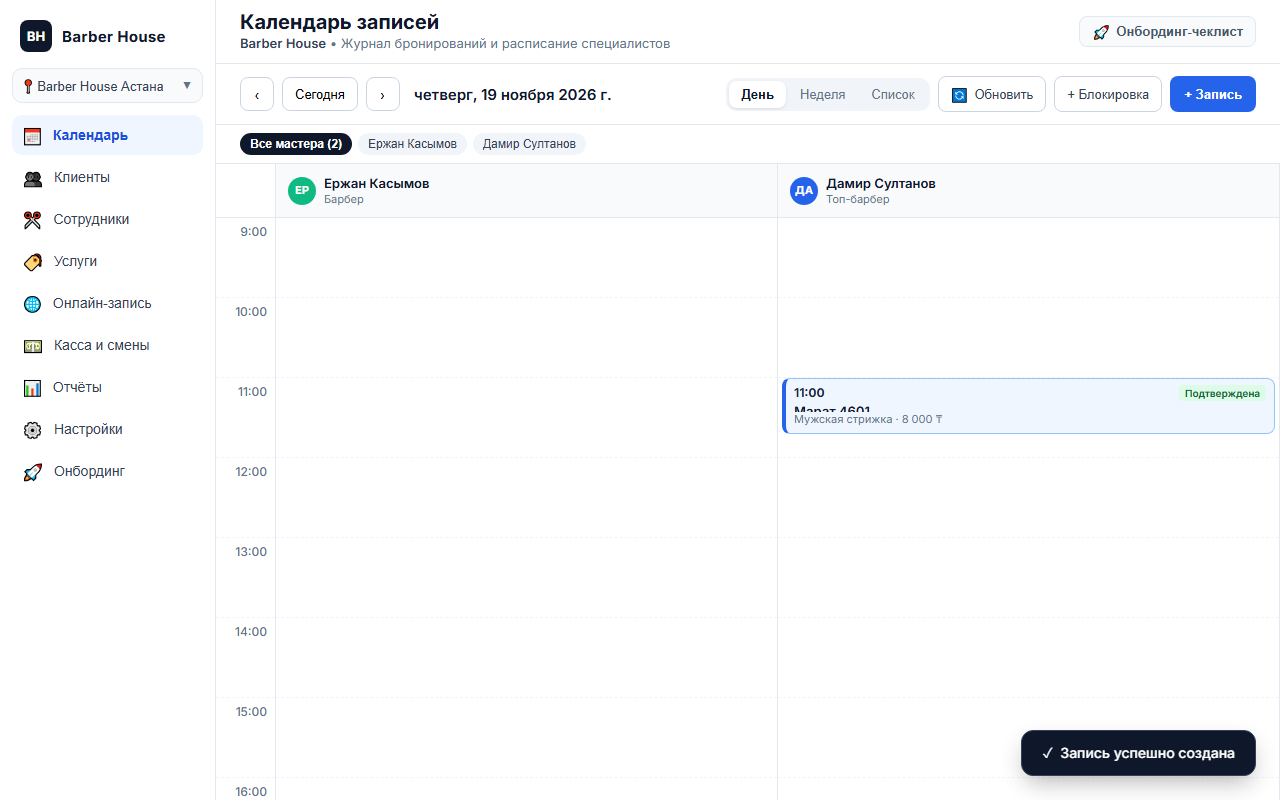 BH Barber House
Barber House Астана ▼
Календарь
Клиенты
Сотрудники
Услуги
Онлайн-запись
Касса и смены
Отчёты
Настройки
Онбординг
Календарь записей
Barber House • Журнал бронирований и расписание специалистов
Онбординг-чеклист
‹ Сегодня › четверг, 19 ноября 2026 г.
День Неделя Список
Обновить
+ Блокировка
+ Запись
Все мастера (2) Ержан Касымов Дамир Султанов
ЕР Ержан Касымов
Барбер
ДА Дамир Султанов
Топ-барбер
9:00
10:00
11:00
11:00 Подтверждена
Марат 4601
Мужская стрижка · 8 000 ₸
12:00
13:00
14:00
15:00
16:00
✓ Запись успешно создана